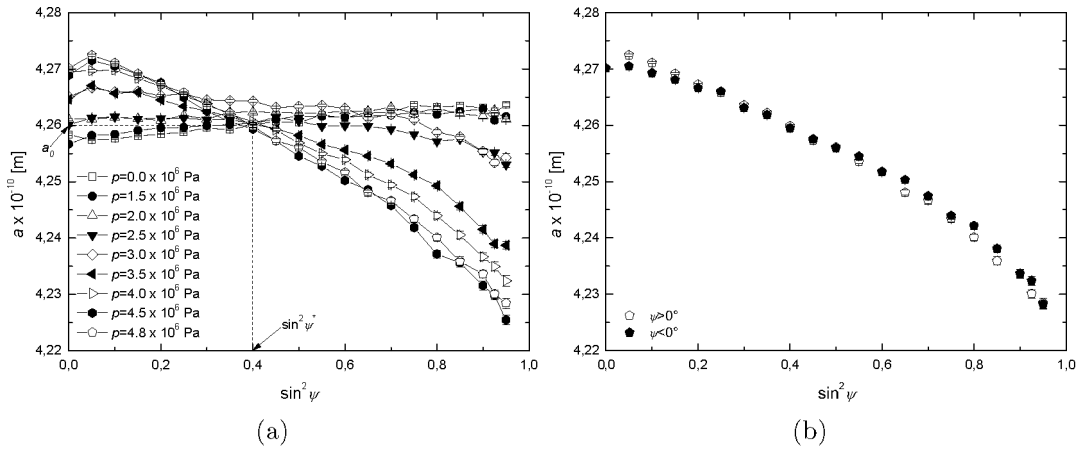 4,28
4,27
4,26
a₀
4,25
4,24
4,23
4,22
a x 10⁻¹⁰ [m]
p=0.0 x 10⁶ Pa
p=1.5 x 10⁶ Pa
p=2.0 x 10⁶ Pa
p=2.5 x 10⁶ Pa
p=3.0 x 10⁶ Pa
p=3.5 x 10⁶ Pa
p=4.0 x 10⁶ Pa
p=4.5 x 10⁶ Pa
p=4.8 x 10⁶ Pa
sin²ψ*
0,0 0,2 0,4 0,6 0,8 1,0
sin²ψ
(a)
4,28
4,27
4,26
4,25
4,24
4,23
4,22
a x 10⁻¹⁰ [m]
ψ>0°
ψ<0°
0,0 0,2 0,4 0,6 0,8 1,0
sin²ψ
(b)